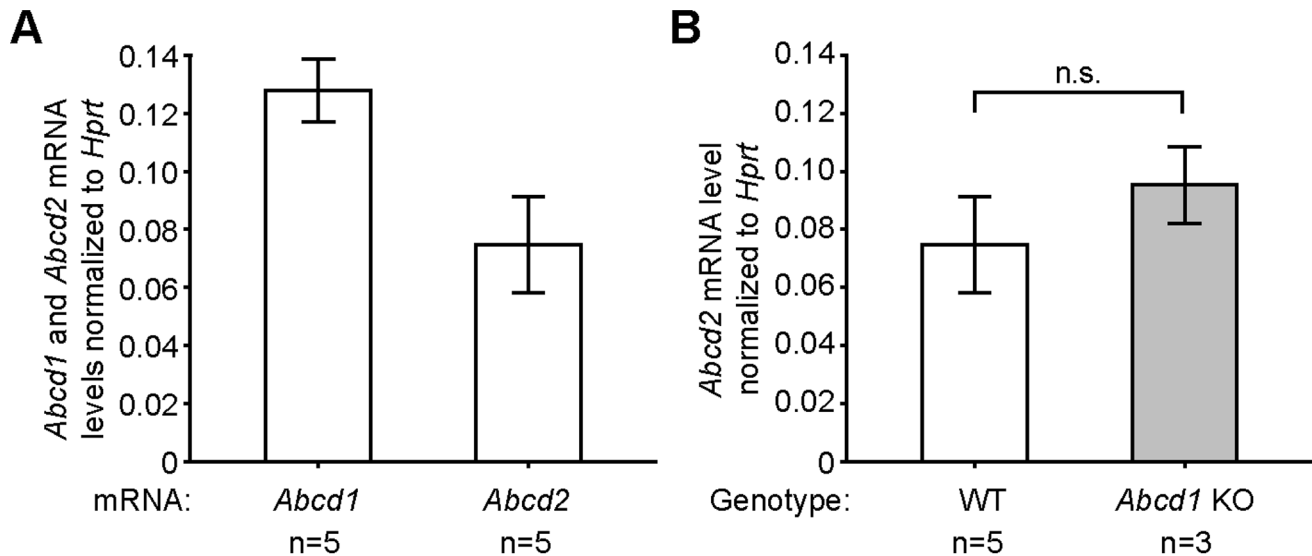 A
Abcd1 and Abcd2 mRNA
levels normalized to Hprt
0.14
0.12
0.10
0.08
0.06
0.04
0.02
0
mRNA: Abcd1 Abcd2
n=5 n=5
B
Abcd2 mRNA level
normalized to Hprt
0.14
0.12
0.10
0.08
0.06
0.04
0.02
0
n.s.
Genotype: WT Abcd1 KO
n=5 n=3